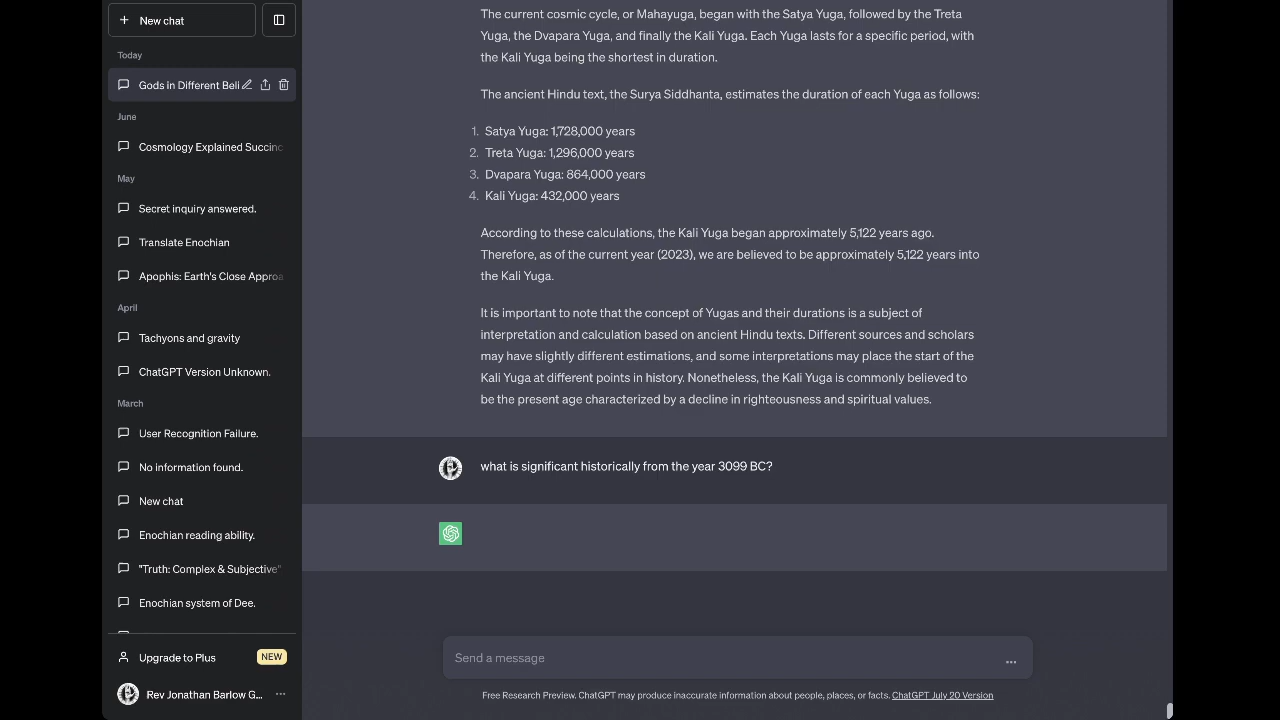 New chat
Today
Gods in Different Beli
June
Cosmology Explained Succinc
May
Secret inquiry answered.
Translate Enochian
Apophis: Earth's Close Approa
April
Tachyons and gravity
ChatGPT Version Unknown.
March
User Recognition Failure.
No information found.
New chat
Enochian reading ability.
"Truth: Complex & Subjective"
Enochian system of Dee.
Upgrade to Plus NEW
Rev Jonathan Barlow G...
The current cosmic cycle, or Mahayuga, began with the Satya Yuga, followed by the Treta
Yuga, the Dvapara Yuga, and finally the Kali Yuga. Each Yuga lasts for a specific period, with
the Kali Yuga being the shortest in duration.
The ancient Hindu text, the Surya Siddhanta, estimates the duration of each Yuga as follows:
1. Satya Yuga: 1,728,000 years
2. Treta Yuga: 1,296,000 years
3. Dvapara Yuga: 864,000 years
4. Kali Yuga: 432,000 years
According to these calculations, the Kali Yuga began approximately 5,122 years ago.
Therefore, as of the current year (2023), we are believed to be approximately 5,122 years into
the Kali Yuga.
It is important to note that the concept of Yugas and their durations is a subject of
interpretation and calculation based on ancient Hindu texts. Different sources and scholars
may have slightly different estimations, and some interpretations may place the start of the
Kali Yuga at different points in history. Nonetheless, the Kali Yuga is commonly believed to
be the present age characterized by a decline in righteousness and spiritual values.
what is significant historically from the year 3099 BC?
Send a message
Free Research Preview. ChatGPT may produce inaccurate information about people, places, or facts. ChatGPT July 20 Version